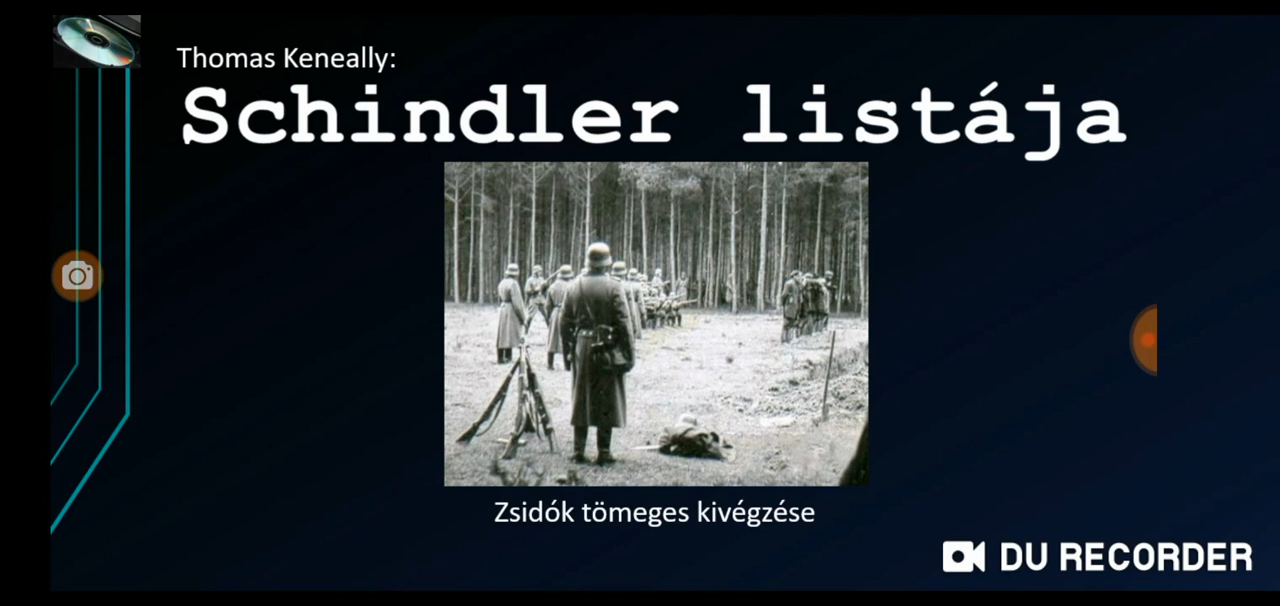 Thomas Keneally:
Schindler listája
Zsidók tömeges kivégzése
DU RECORDER